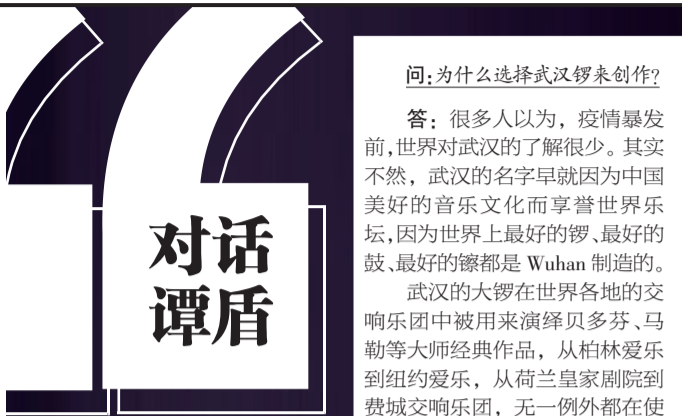 对话
谭盾
问:为什么选择武汉锣来创作?
答：很多人以为，疫情暴发
前,世界对武汉的了解很少。其实
不然，武汉的名字早就因为中国
美好的音乐文化而享誉世界乐
坛,因为世界上最好的锣、最好的
鼓、最好的镲都是 Wuhan 制造的。
武汉的大锣在世界各地的交
响乐团中被用来演绎贝多芬、马
勒等大师经典作品，从柏林爱乐
到纽约爱乐，从荷兰皇家剧院到
费城交响乐团，无一例外都在使